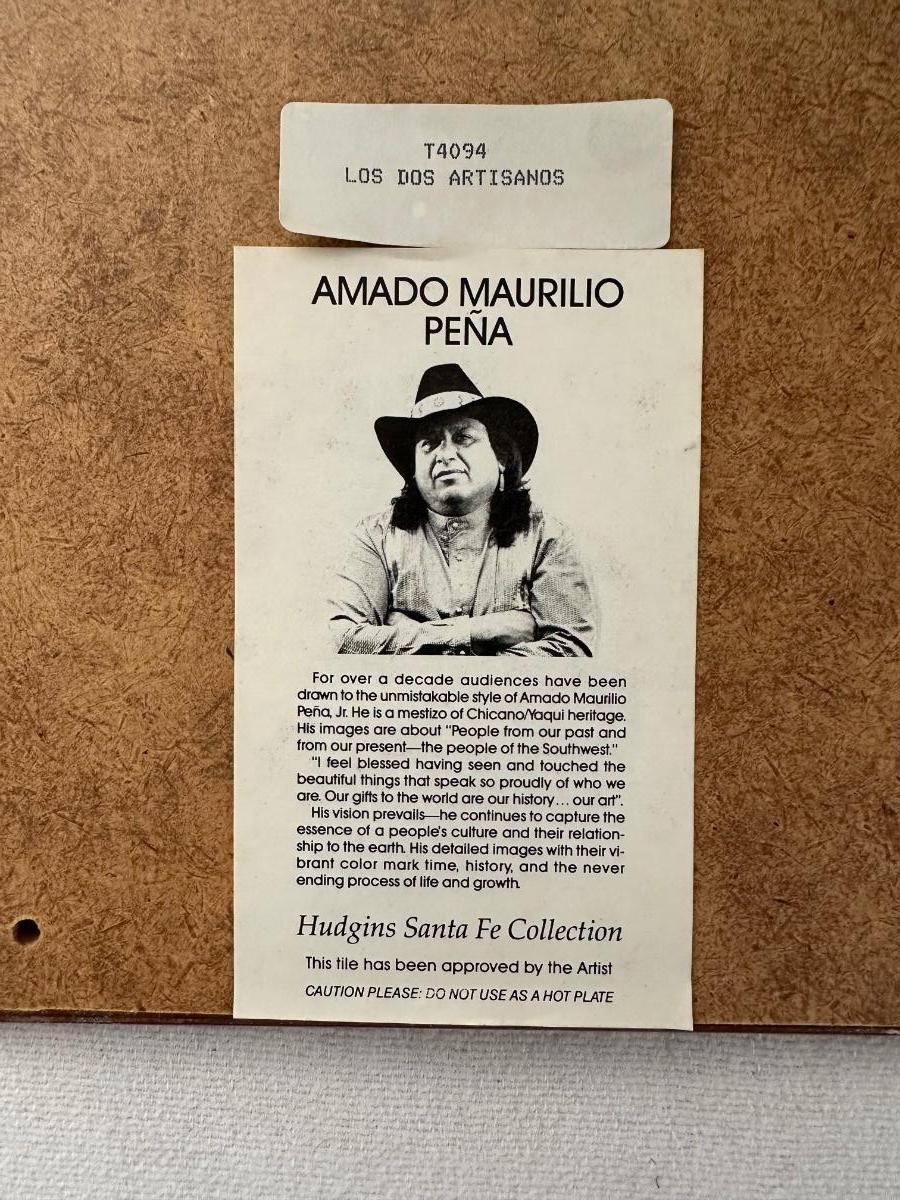 T4094
LOS DOS ARTISANOS
AMADO MAURILIO
PEÑA
For over a decade audiences have been
drawn to the unmistakable style of Amado Maurilio
Peña, Jr. He is a mestizo of Chicano/Yaqui heritage.
His images are about "People from our past and
from our present—the people of the Southwest."
"I feel blessed having seen and touched the
beautiful things that speak so proudly of who we
are. Our gifts to the world are our history... our art".
His vision prevails—he continues to capture the
essence of a people's culture and their relation-
ship to the earth. His detailed images with their vi-
brant color mark time, history, and the never
ending process of life and growth.
Hudgins Santa Fe Collection
This tile has been approved by the Artist
CAUTION PLEASE: DO NOT USE AS A HOT PLATE